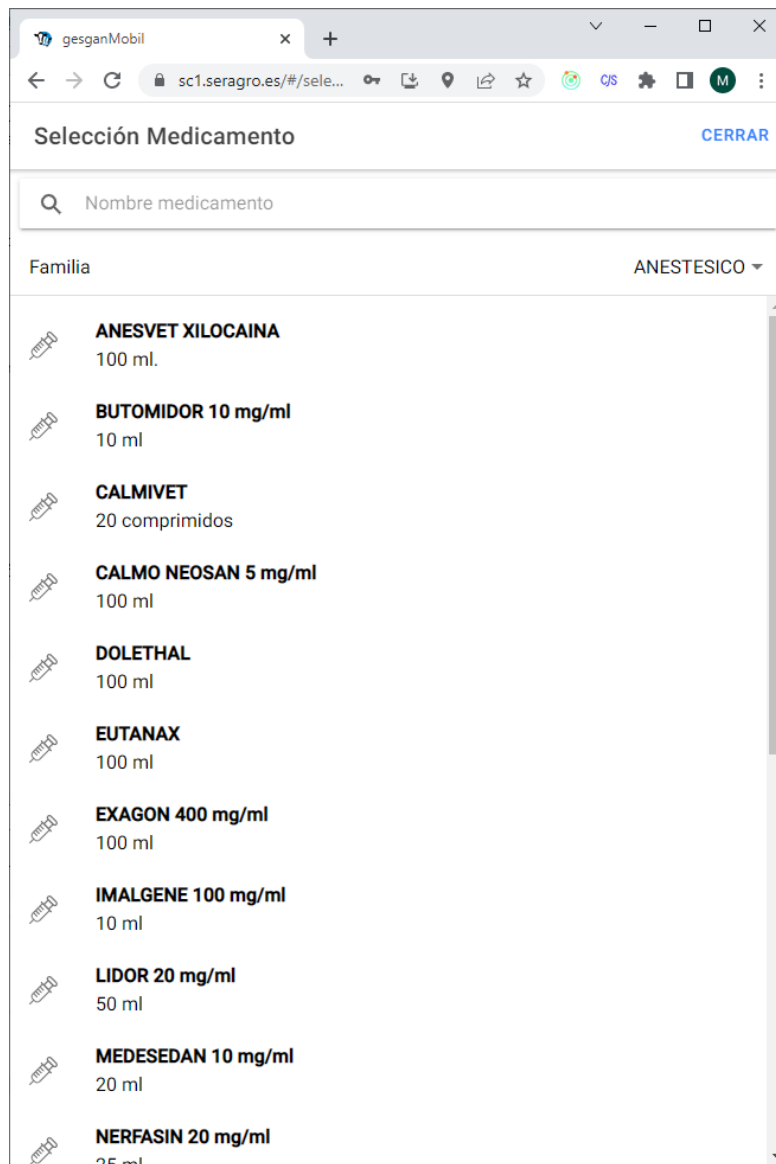 gesganMobil
sc1.seragro.es/#/sele...
C/S
M
Selección Medicamento
CERRAR
Nombre medicamento
Familia
ANESTESICO
ANESVET XILOCAINA
100 ml.
BUTOMIDOR 10 mg/ml
10 ml
CALMIVET
20 comprimidos
CALMO NEOSAN 5 mg/ml
100 ml
DOLETHAL
100 ml
EUTANAX
100 ml
EXAGON 400 mg/ml
100 ml
IMALGENE 100 mg/ml
10 ml
LIDOR 20 mg/ml
50 ml
MEDESEDAN 10 mg/ml
20 ml
NERFASIN 20 mg/ml
25 ml